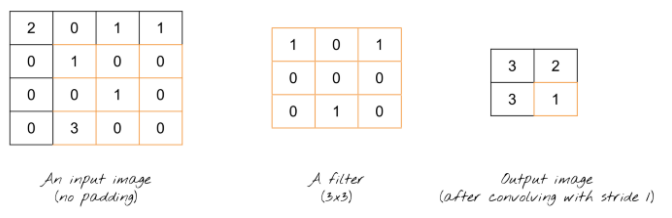 2 0 1 1
0 1 0 0
0 0 1 0
0 3 0 0
An input image
(no padding)
1 0 1
0 0 0
0 1 0
A filter
(3x3)
3 2
3 1
Output image
(after convolving with stride 1)